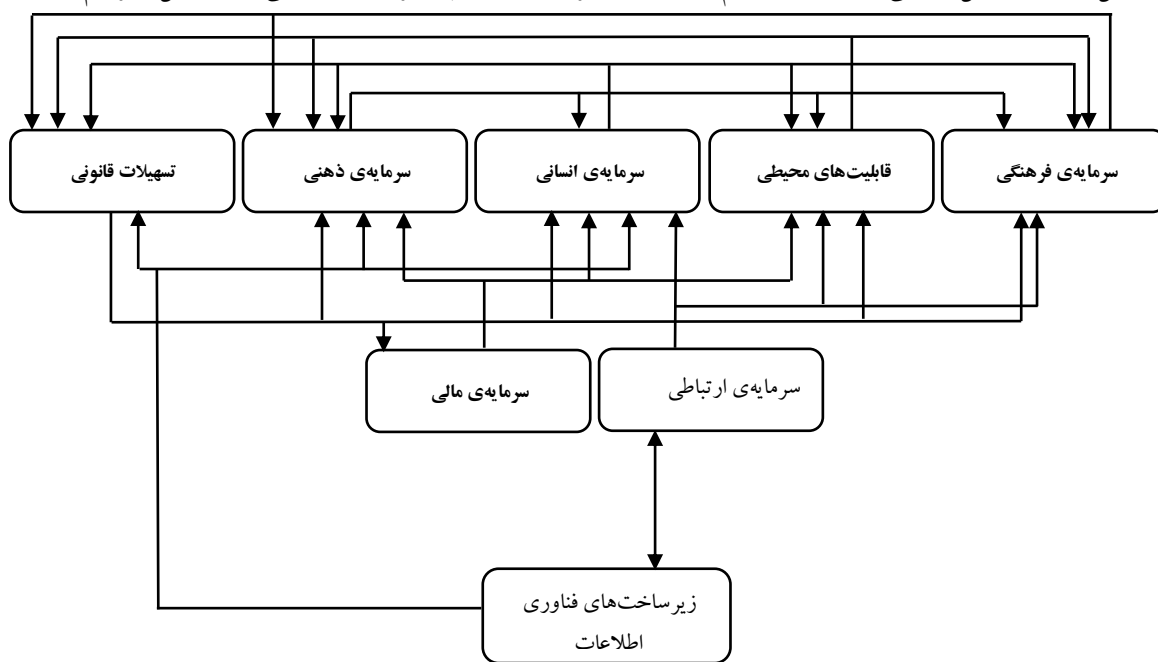 سرمایه‌ی فرهنگی
قابلیت‌های محیطی
سرمایه‌ی انسانی
سرمایه‌ی ذهنی
تسهیلات قانونی
سرمایه‌ی ارتباطی
سرمایه‌ی مالی
زیرساخت‌های فناوری
اطلاعات